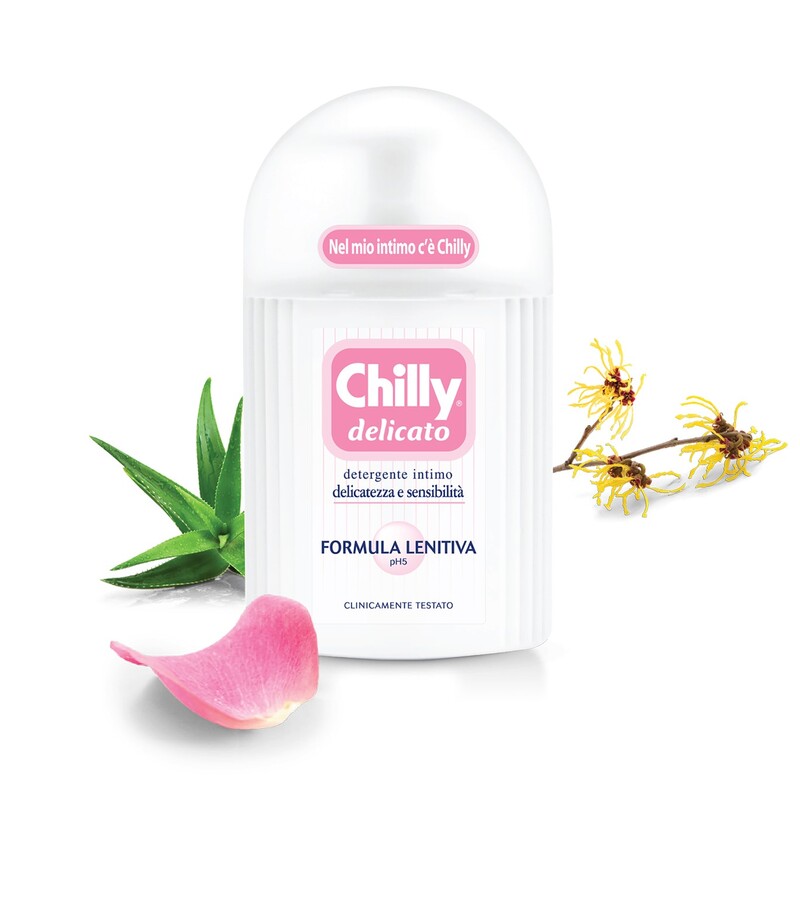 Nel mio intimo c'è Chilly
Chilly®
delicato
detergente intimo
delicatezza e sensibilità
FORMULA LENITIVA
pH5
CLINICAMENTE TESTATO